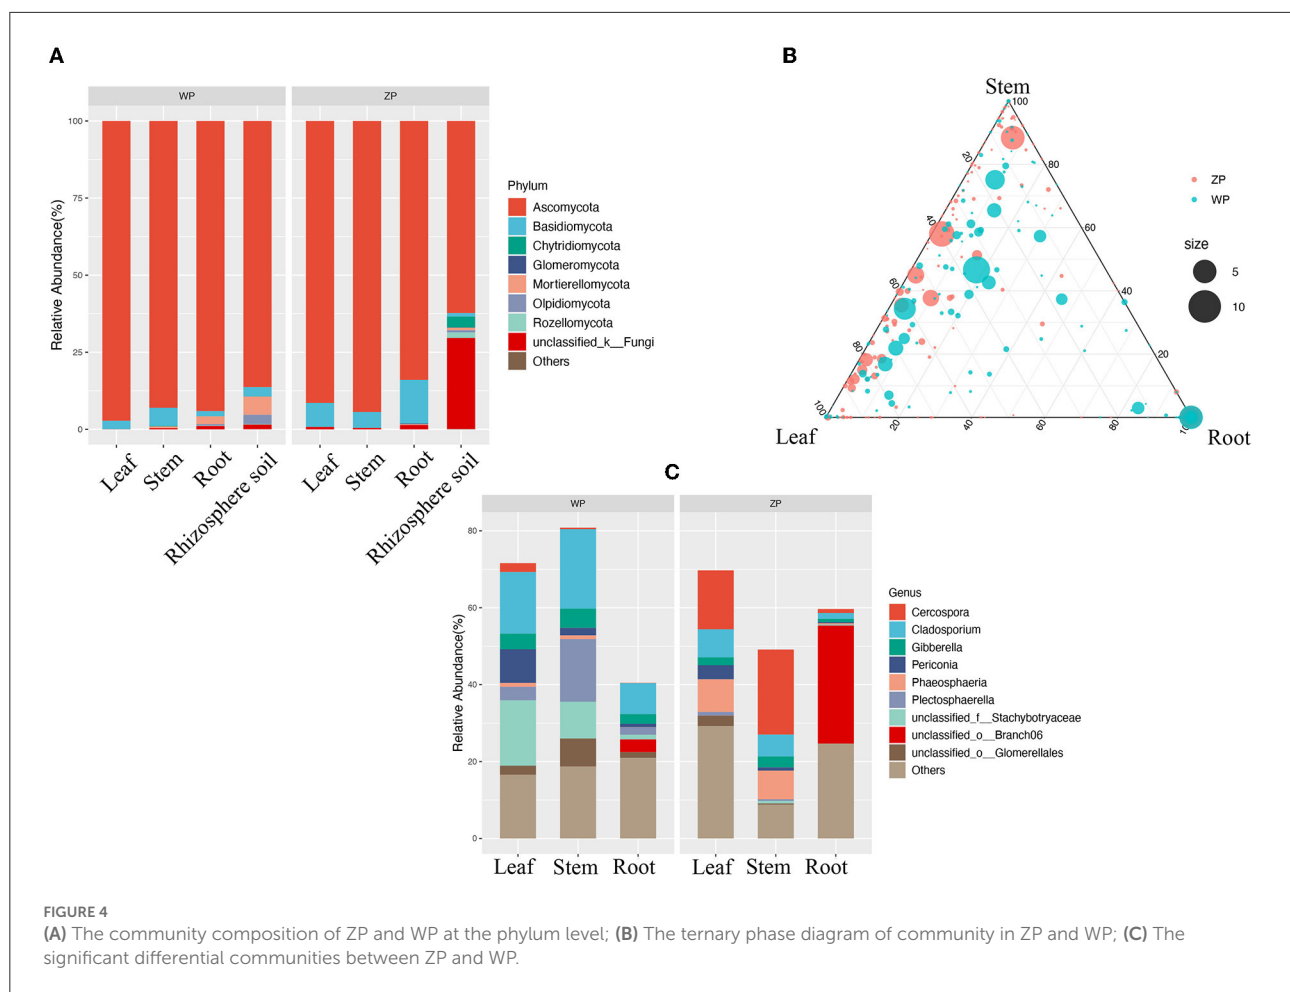 A
WP
ZP
100
75
50
25
0
Relative Abundance(%)
Leaf
Stem
Root
Rhizosphere soil
Leaf
Stem
Root
Rhizosphere soil
Phylum
Ascomycota
Basidiomycota
Chytridiomycota
Glomeromycota
Mortierellomycota
Olpidiomycota
Rozellomycota
unclassified_k__Fungi
Others
B
Stem
100
80
60
40
20
20
40
60
80
100
Leaf
20
40
60
80
100
Root
ZP
WP
size
5
10
C
WP
ZP
80
60
40
20
0
Relative Abundance(%)
Leaf
Stem
Root
Leaf
Stem
Root
Genus
Cercospora
Cladosporium
Gibberella
Periconia
Phaeosphaeria
Plectosphaerella
unclassified_f__Stachybotryaceae
unclassified_o__Branch06
unclassified_o__Glomerellales
Others
FIGURE 4
(A) The community composition of ZP and WP at the phylum level; (B) The ternary phase diagram of community in ZP and WP; (C) The
significant differential communities between ZP and WP.